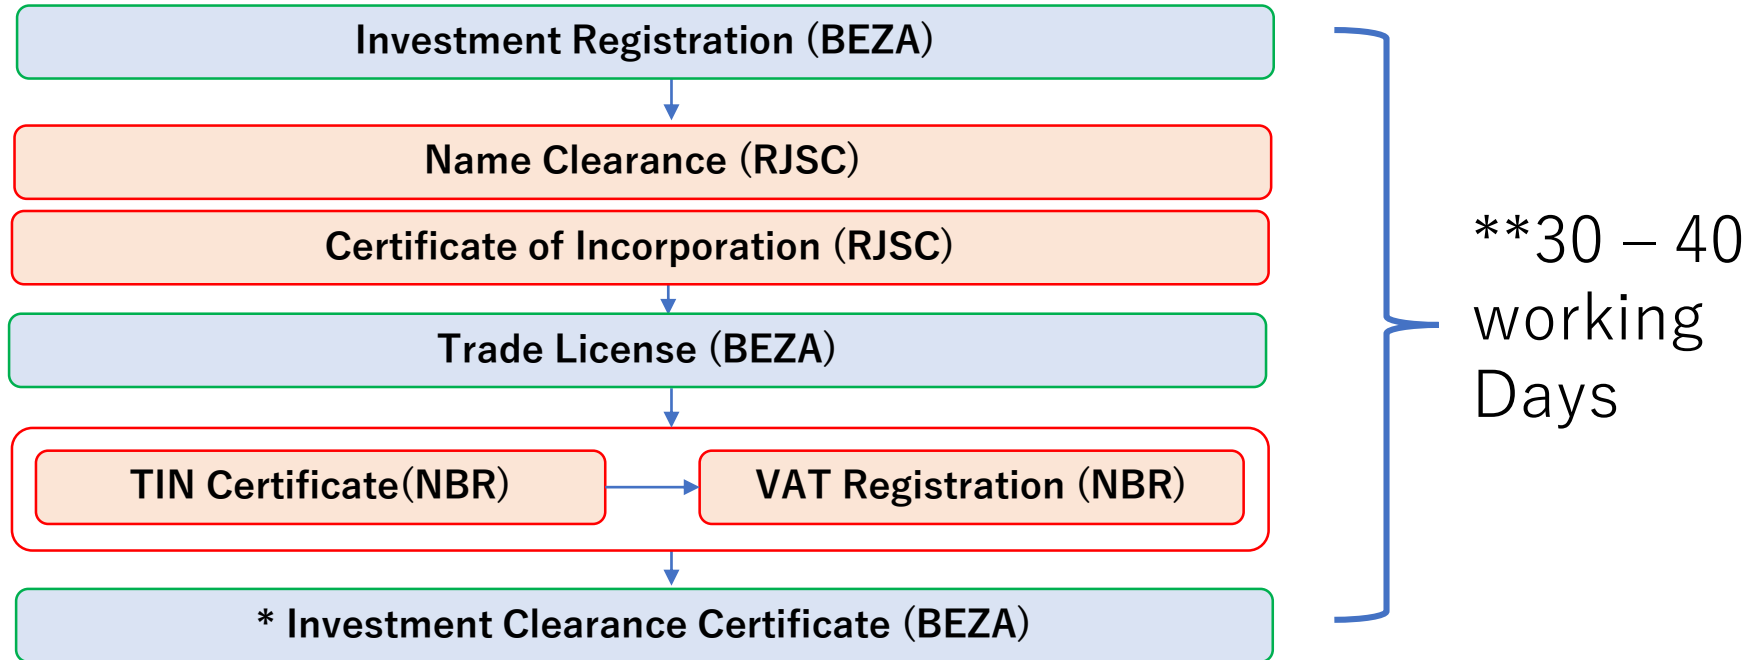 Investment Registration (BEZA)
Name Clearance (RJSC)
Certificate of Incorporation (RJSC)
Trade License (BEZA)
TIN Certificate(NBR)
VAT Registration (NBR)
* Investment Clearance Certificate (BEZA)
**30 – 40
working
Days